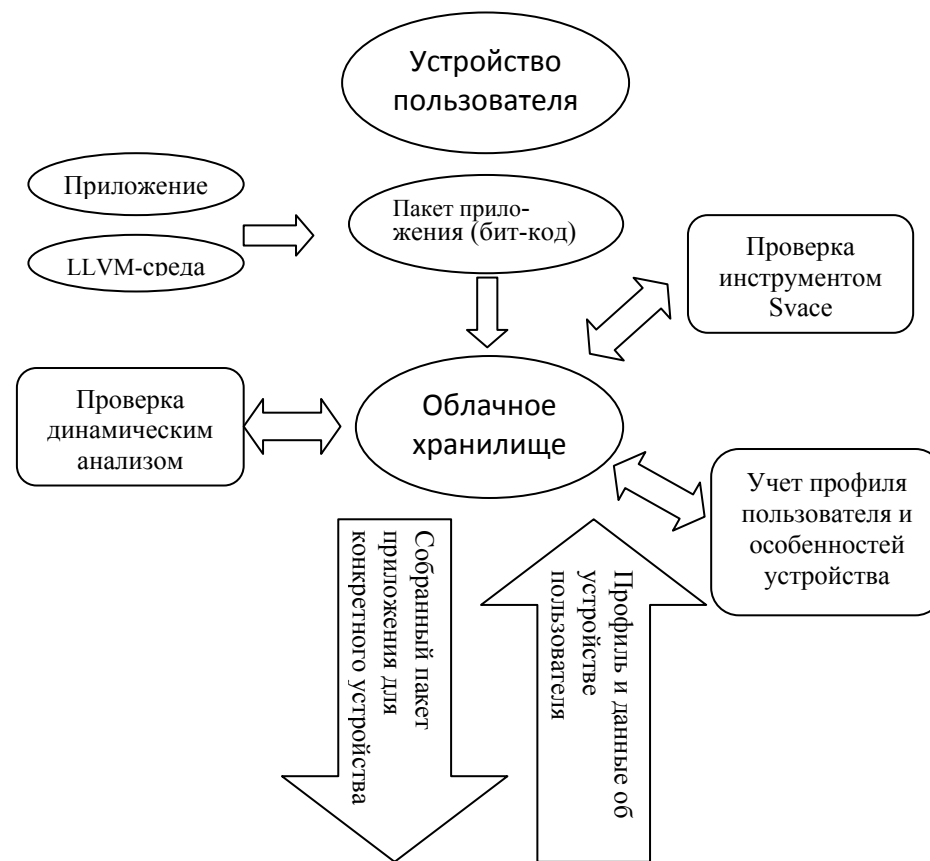 Устройство
пользователя
Приложение
LLVM-среда
Пакет прило-
жения (бит-код)
Проверка
инструментом
Svace
Проверка
динамическим
анализом
Облачное
хранилище
Учет профиля
пользователя и
особенностей
устройства
Собранный пакет
приложения для
конкретного устройства
Профиль и данные об
устройстве
пользователя